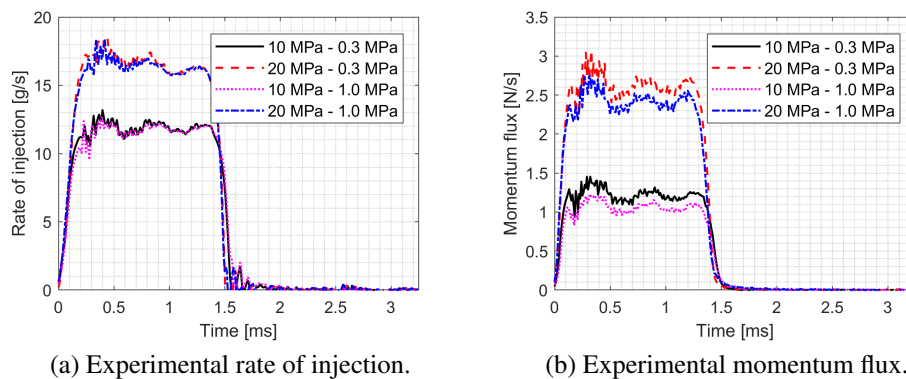 20
15
10
5
0
Rate of injection [g/s]
10 MPa - 0.3 MPa
20 MPa - 0.3 MPa
10 MPa - 1.0 MPa
20 MPa - 1.0 MPa
0 0.5 1 1.5 2 2.5 3
Time [ms]
(a) Experimental rate of injection.
3.5
3
2.5
2
1.5
1
0.5
0
Momentum flux [N/s]
10 MPa - 0.3 MPa
20 MPa - 0.3 MPa
10 MPa - 1.0 MPa
20 MPa - 1.0 MPa
0 0.5 1 1.5 2 2.5 3
Time [ms]
(b) Experimental momentum flux.